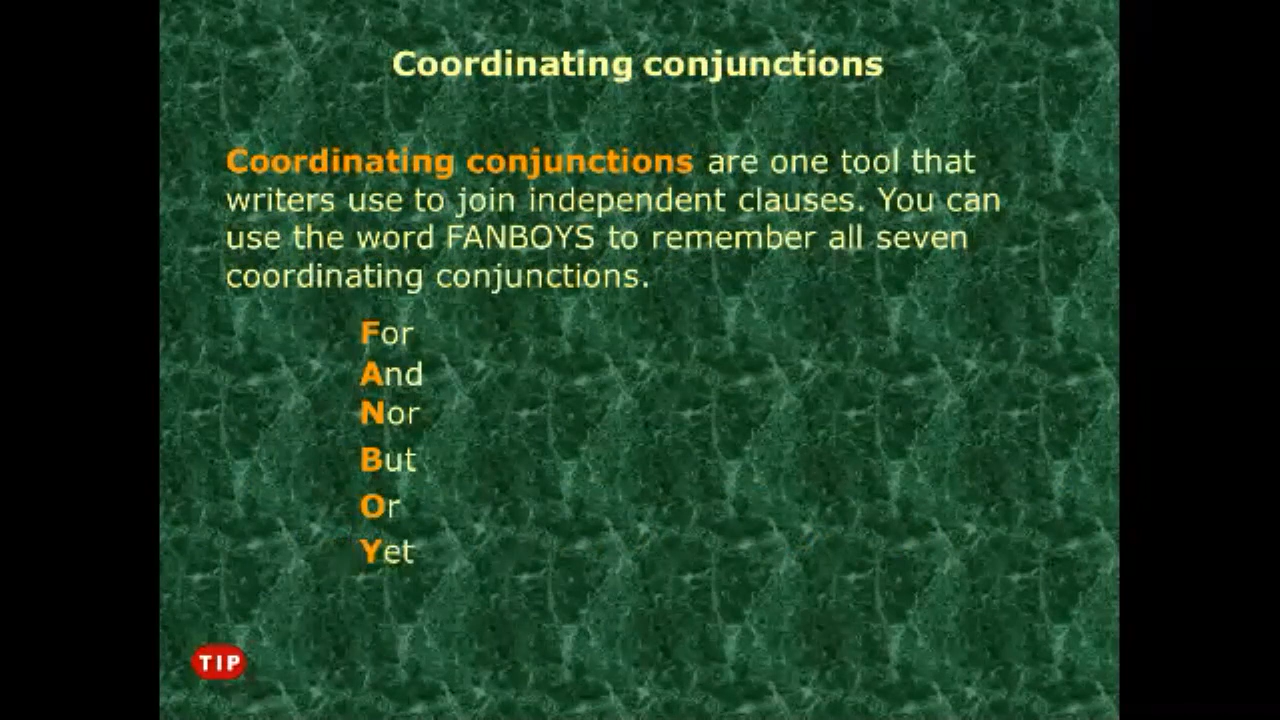 Coordinating conjunctions
Coordinating conjunctions are one tool that
writers use to join independent clauses. You can
use the word FANBOYS to remember all seven
coordinating conjunctions.
For
And
Nor
But
Or
Yet
TIP